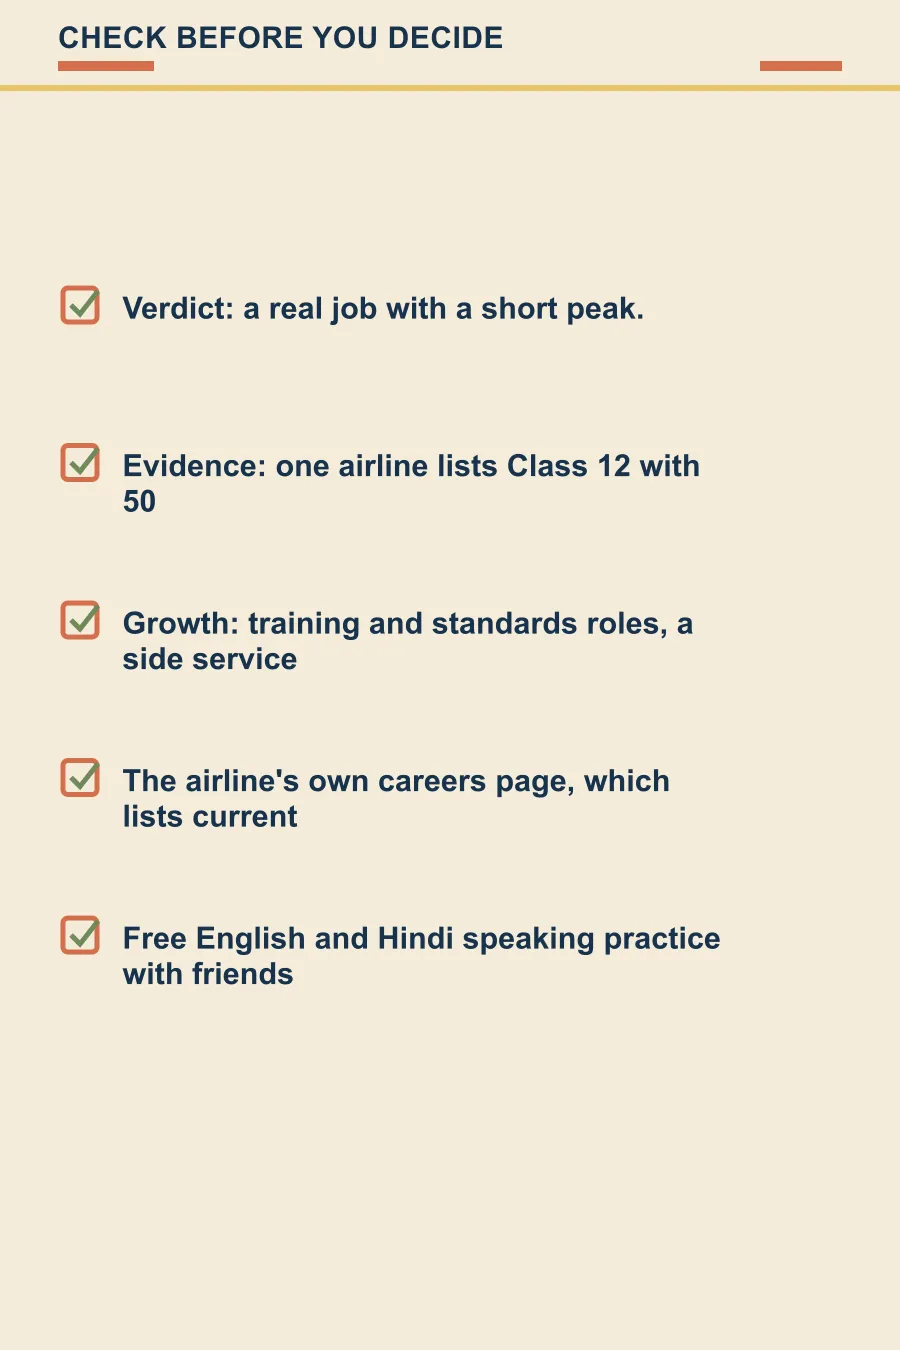 CHECK BEFORE YOU DECIDE
Verdict: a real job with a short peak.
Evidence: one airline lists Class 12 with
50
Growth: training and standards roles, a
side service
The airline's own careers page, which
lists current
Free English and Hindi speaking practice
with friends